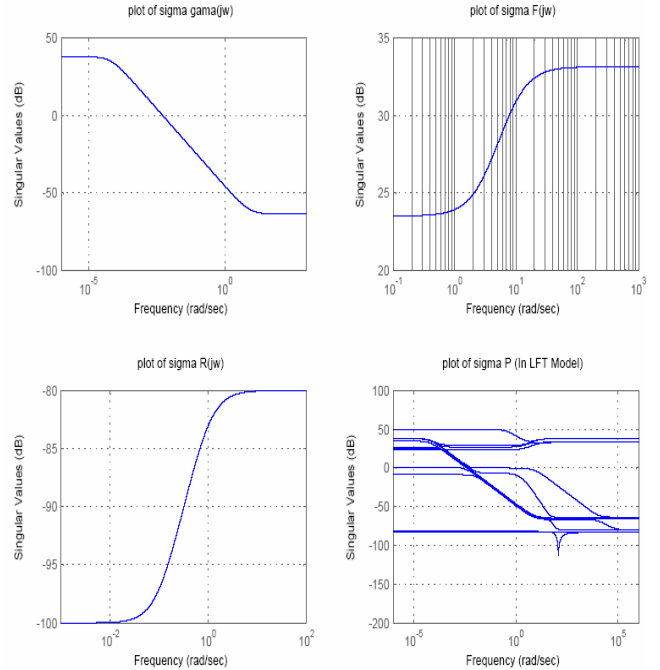 plot of sigma gama(jw)
Singular Values (dB)
50
0
-50
-100
10^-5
10^0
Frequency (rad/sec)
plot of sigma F(jw)
Singular Values (dB)
35
30
25
20
10^-1
10^0
10^1
10^2
10^3
Frequency (rad/sec)
plot of sigma R(jw)
Singular Values (dB)
-80
-85
-90
-95
-100
10^-2
10^0
10^2
Frequency (rad/sec)
plot of sigma P (In LFT Model)
Singular Values (dB)
100
50
0
-50
-100
-150
-200
10^-5
10^0
10^5
Frequency (rad/sec)